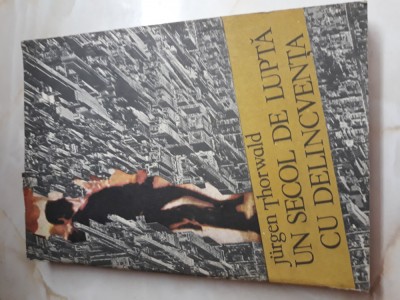 Jürgen Thorwald
UN SECOL DE LUPTĂ
CU DELINCVENȚA